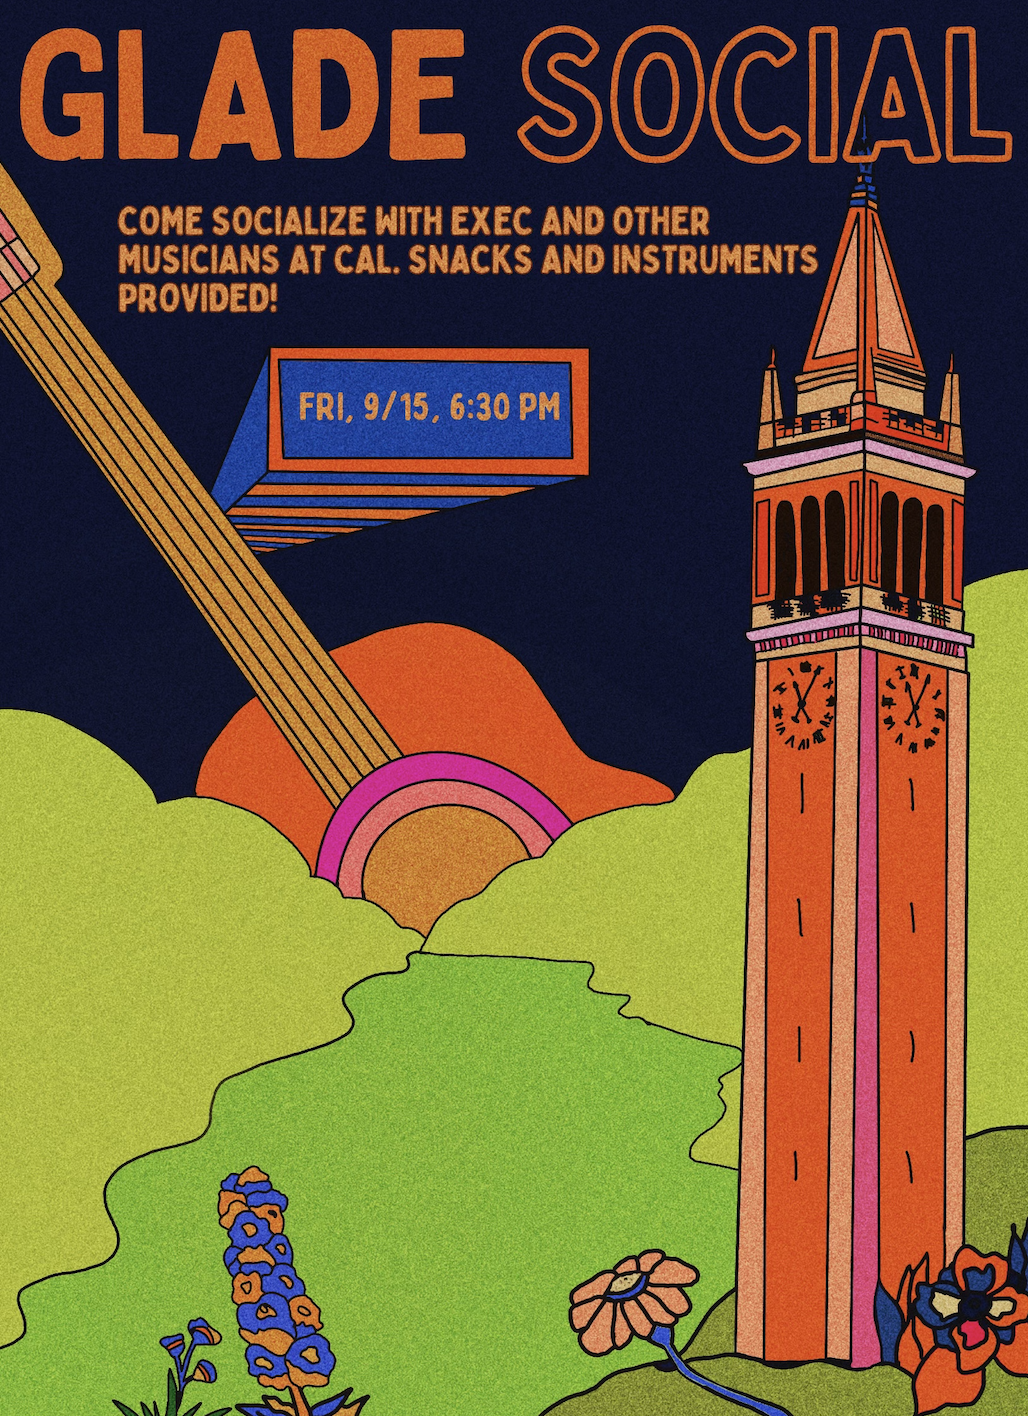 GLADE SOCIAL
COME SOCIALIZE WITH EXEC AND OTHER
MUSICIANS AT CAL. SNACKS AND INSTRUMENTS
PROVIDED!
FRI, 9/15, 6:30 PM